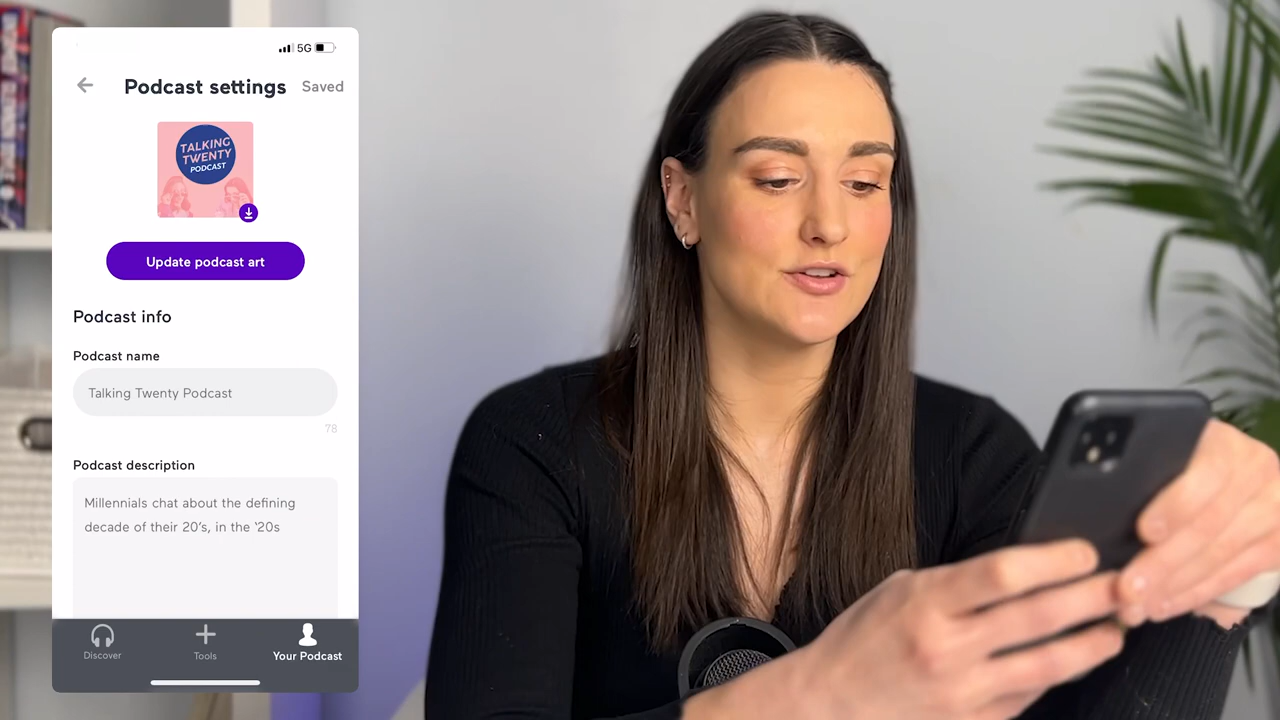 5G
Podcast settings
Saved
TALKING
TWENTY
PODCAST
Update podcast art
Podcast info
Podcast name
Talking Twenty Podcast
78
Podcast description
Millennials chat about the defining
decade of their 20's, in the '20s
Discover
Tools
Your Podcast